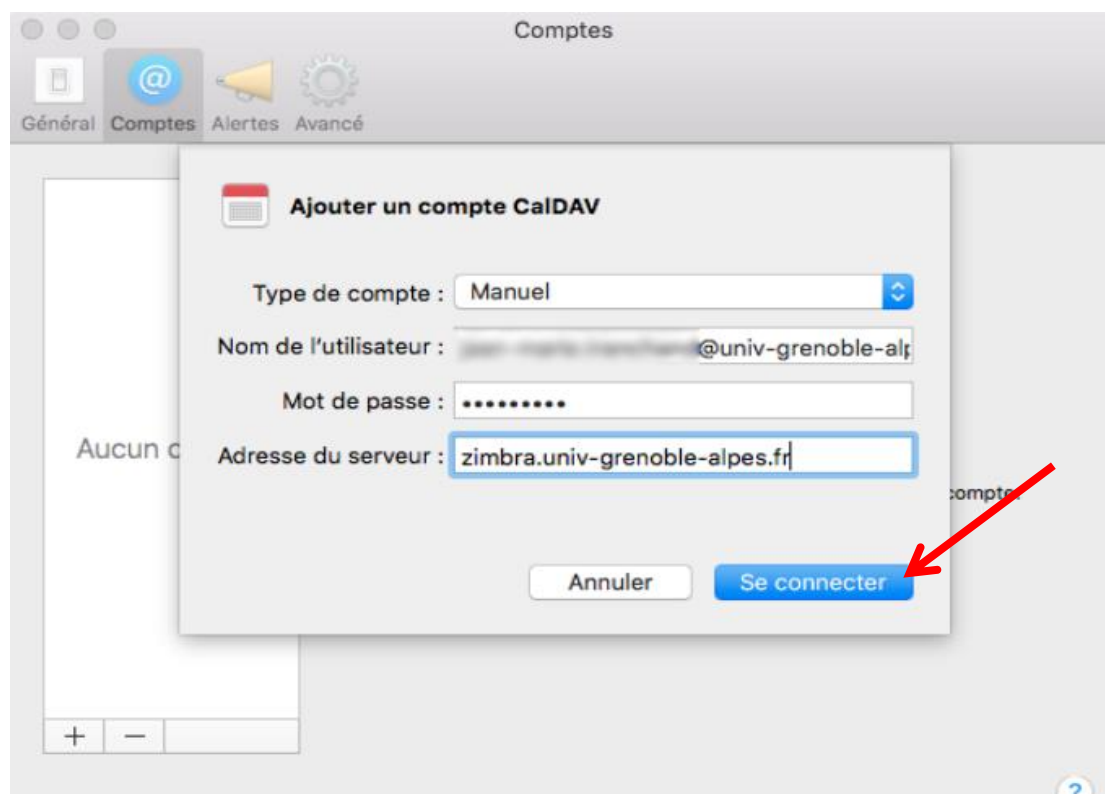 Comptes
Général Comptes Alertes Avancé
Ajouter un compte CalDAV
Type de compte : Manuel
Nom de l'utilisateur : @univ-grenoble-alp
Mot de passe : •••••••••
Aucun c
Adresse du serveur : zimbra.univ-grenoble-alpes.fr
compte.
Annuler Se connecter
+ −
?